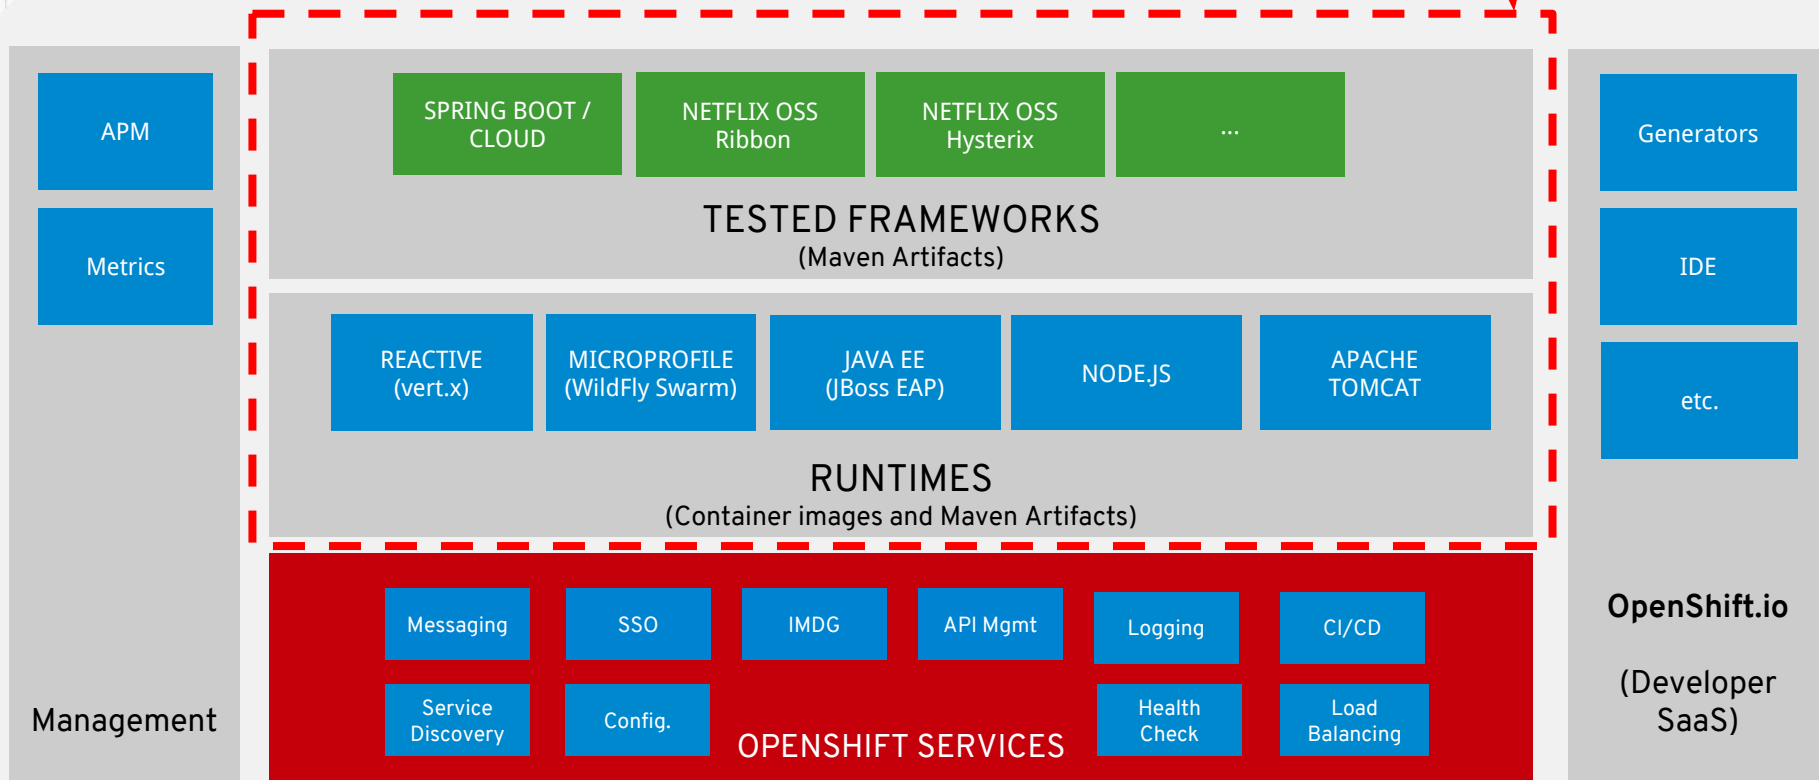 APM
Metrics
Management
SPRING BOOT /
CLOUD
NETFLIX OSS
Ribbon
NETFLIX OSS
Hysterix
...
TESTED FRAMEWORKS
(Maven Artifacts)
REACTIVE
(vert.x)
MICROPROFILE
(WildFly Swarm)
JAVA EE
(JBoss EAP)
NODE.JS
APACHE
TOMCAT
RUNTIMES
(Container images and Maven Artifacts)
Messaging
SSO
IMDG
API Mgmt
Logging
CI/CD
Service
Discovery
Config.
OPENSHIFT SERVICES
Health
Check
Load
Balancing
Generators
IDE
etc.
OpenShift.io
(Developer
SaaS)